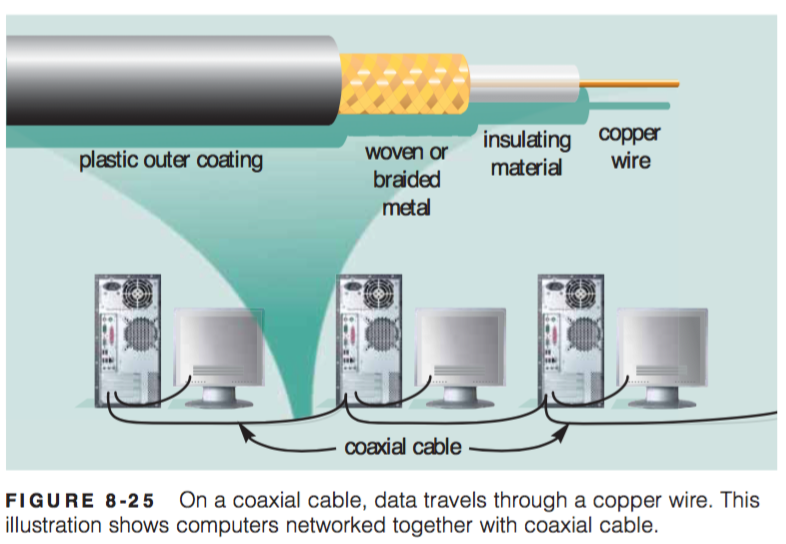 plastic outer coating
woven or
braided
metal
insulating
material
copper
wire
coaxial cable
FIGURE 8-25 On a coaxial cable, data travels through a copper wire. This
illustration shows computers networked together with coaxial cable.